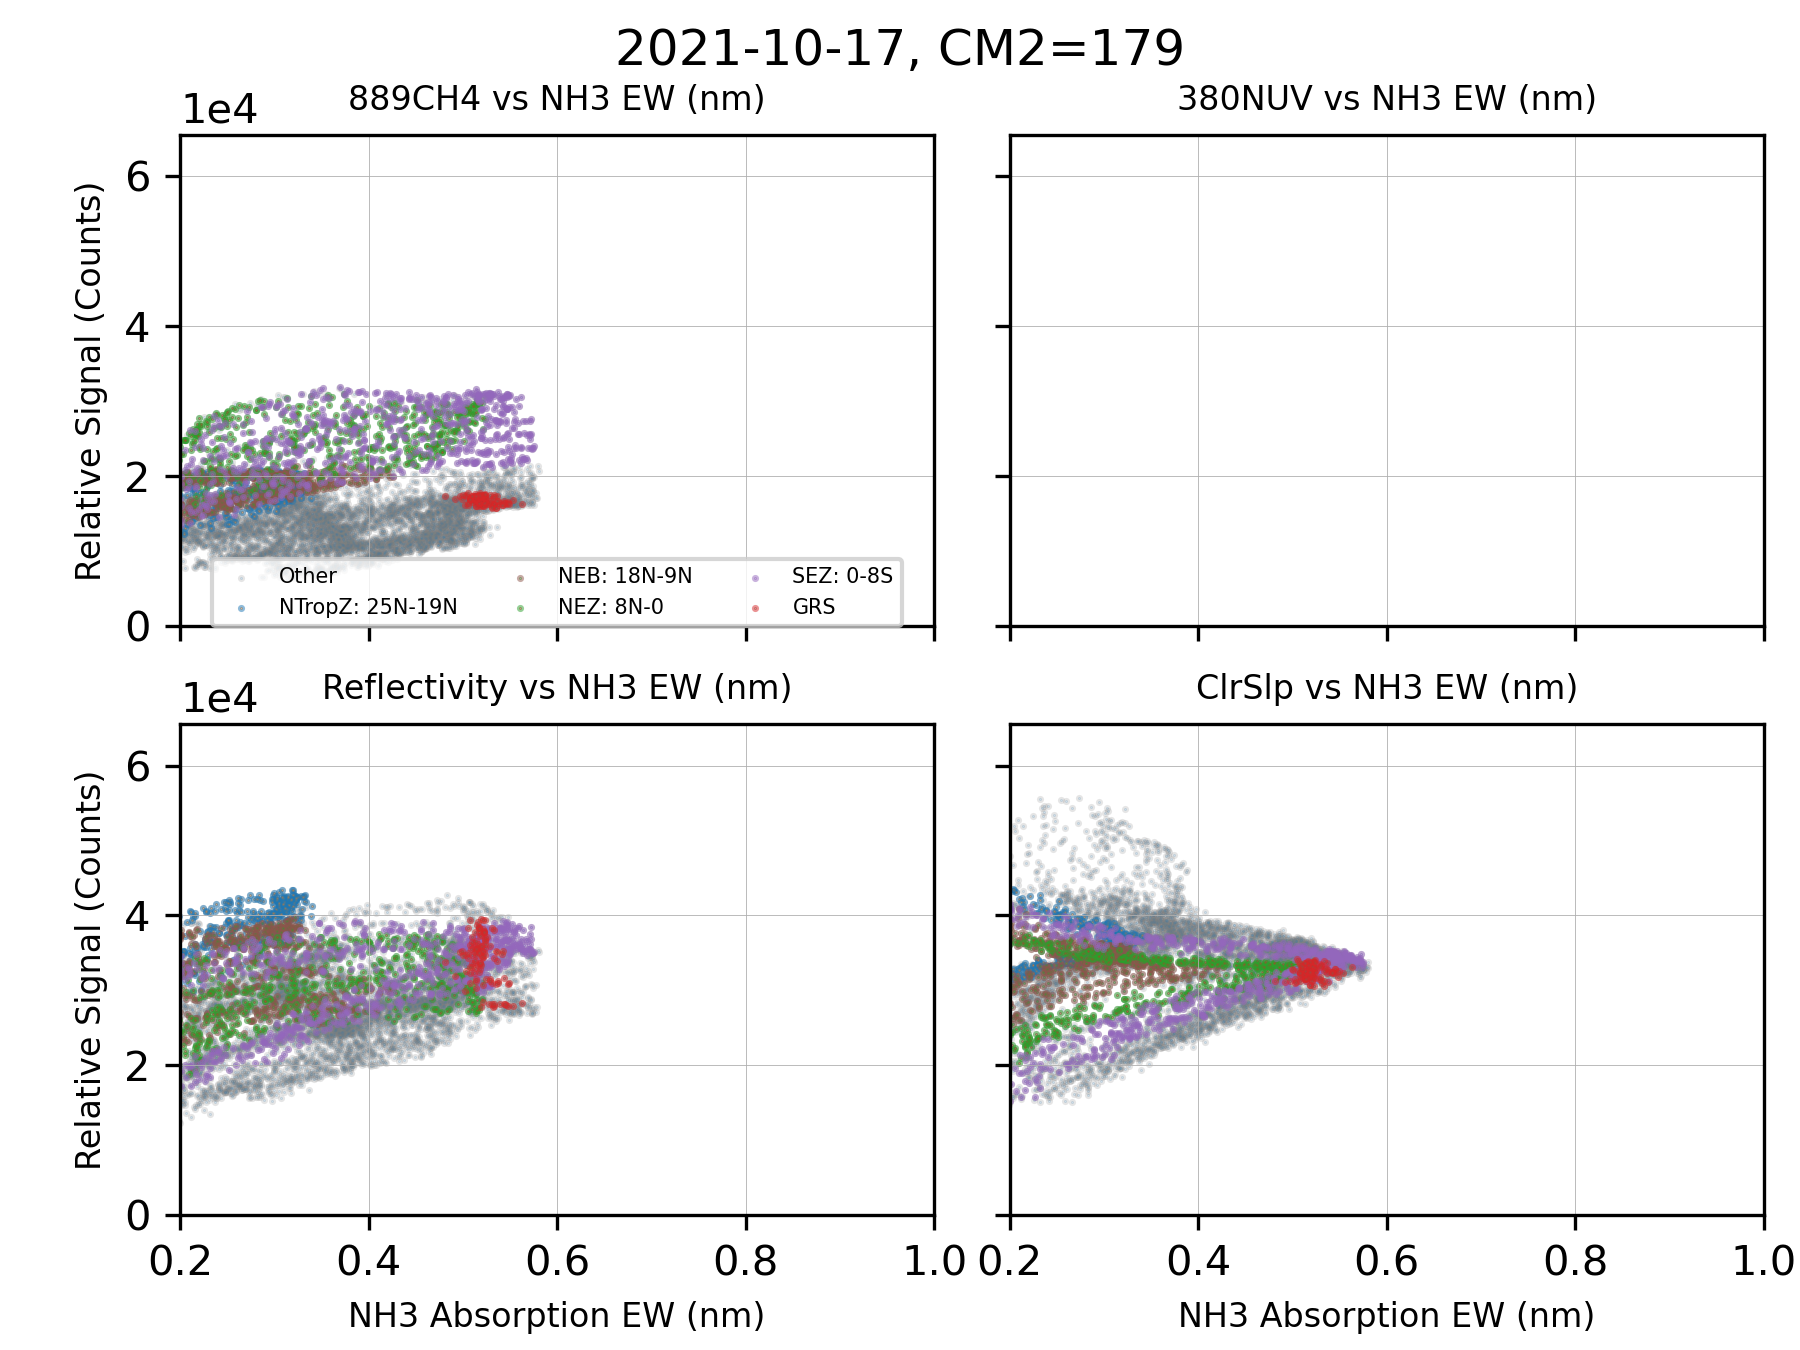 2021-10-17, CM2=179
889CH4 vs NH3 EW (nm)
380NUV vs NH3 EW (nm)
1e4
6
4
2
0
Relative Signal (Counts)
Other
NTropZ: 25N-19N
NEB: 18N-9N
NEZ: 8N-0
SEZ: 0-8S
GRS
Reflectivity vs NH3 EW (nm)
ClrSlp vs NH3 EW (nm)
1e4
6
4
2
0
Relative Signal (Counts)
0.2 0.4 0.6 0.8 1.0
0.2 0.4 0.6 0.8 1.0
NH3 Absorption EW (nm)
NH3 Absorption EW (nm)